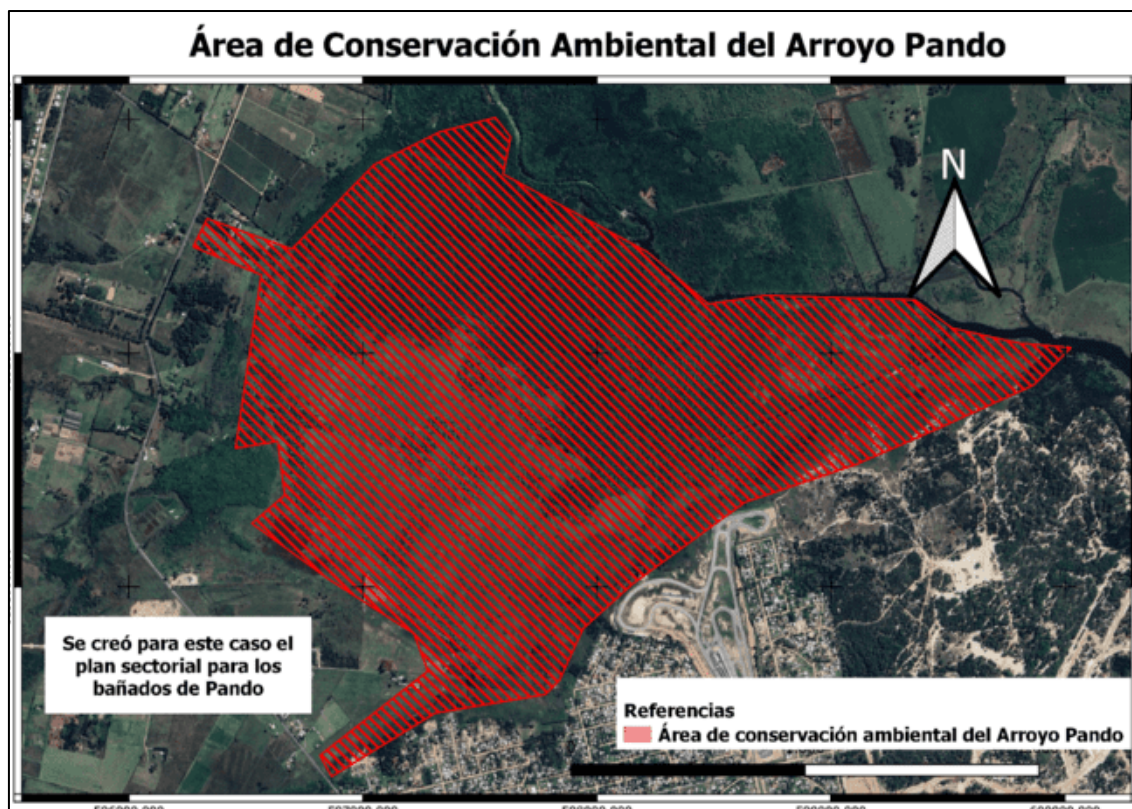 Área de Conservación Ambiental del Arroyo Pando
N
Se creó para este caso el
plan sectorial para los
bañados de Pando
Referencias
Área de conservación ambiental del Arroyo Pando